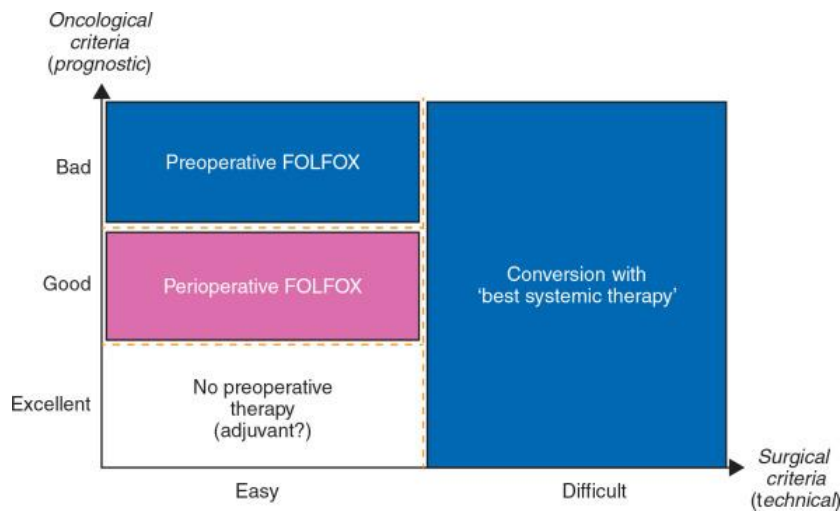 Oncological
criteria
(prognostic)
Bad
Preoperative FOLFOX
Good
Perioperative FOLFOX
Conversion with
‘best systemic therapy’
Excellent
No preoperative
therapy
(adjuvant?)
Easy
Difficult
Surgical
criteria
(technical)